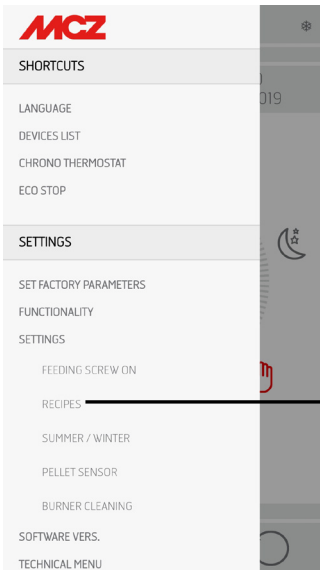 MCZ
SHORTCUTS
LANGUAGE
DEVICES LIST
CHRONO THERMOSTAT
ECO STOP
SETTINGS
SET FACTORY PARAMETERS
FUNCTIONALITY
SETTINGS
FEEDING SCREW ON
RECIPES
SUMMER / WINTER
PELLET SENSOR
BURNER CLEANING
SOFTWARE VERS.
TECHNICAL MENU
019